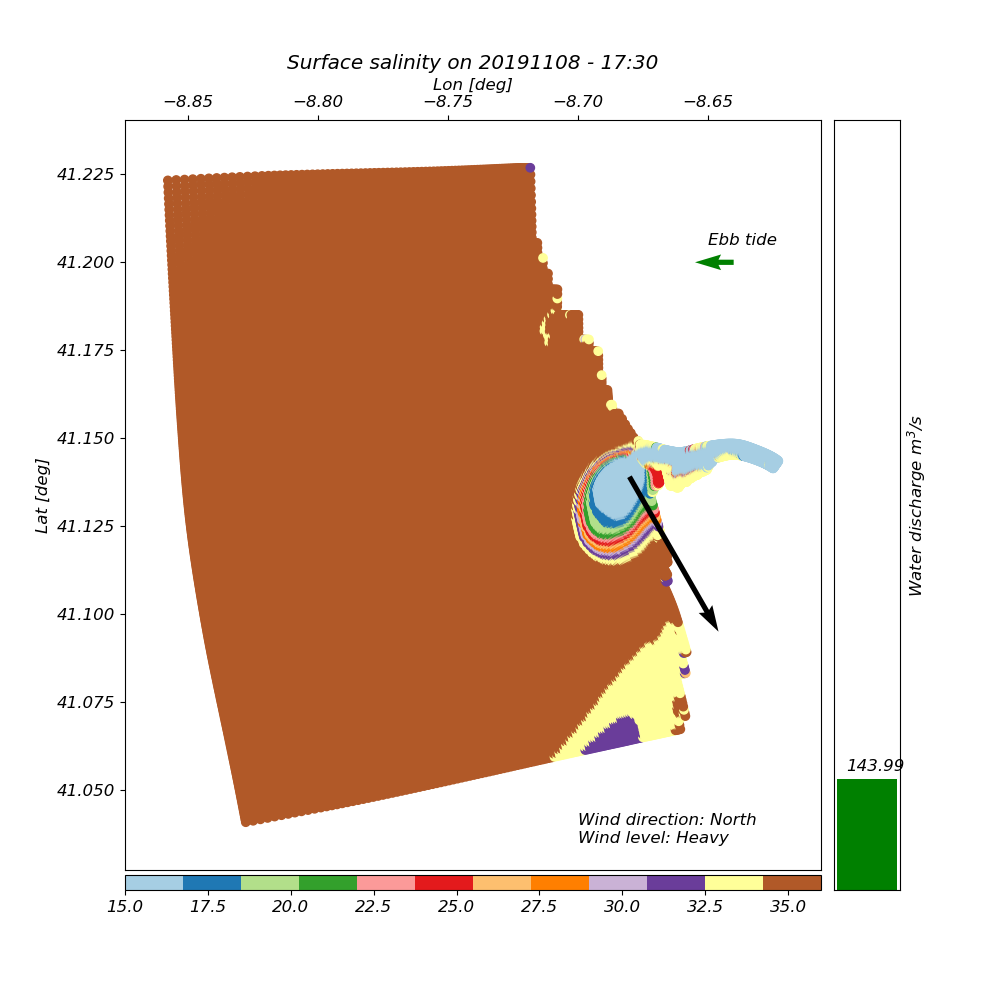 Surface salinity on 20191108 - 17:30
Lon [deg]
−8.85 −8.80 −8.75 −8.70 −8.65
41.225
41.200
41.175
41.150
41.125
41.100
41.075
41.050
Lat [deg]
Ebb tide
Wind direction: North
Wind level: Heavy
15.0 17.5 20.0 22.5 25.0 27.5 30.0 32.5 35.0
143.99
Water discharge m³/s